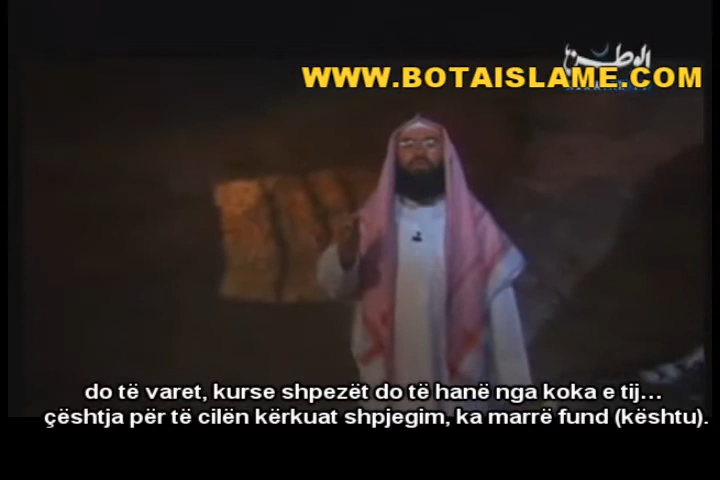 الوطن
WWW.BOTAISLAME.COM
do të varet, kurse shpezët do të hanë nga koka e tij...
çështja për të cilën kërkuat shpjegim, ka marrë fund (kështu).